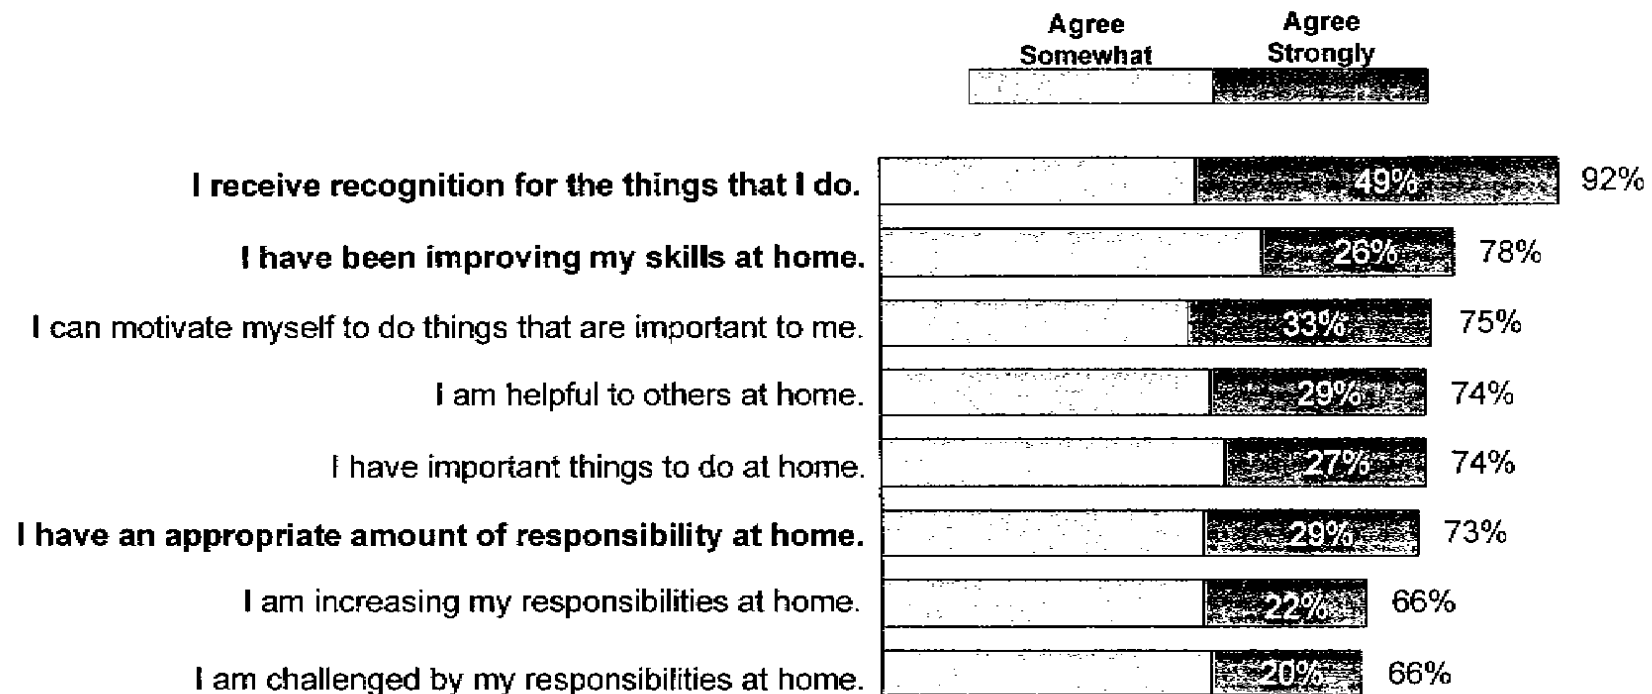 Agree Somewhat
Agree Strongly
I receive recognition for the things that I do. 49% 92%
I have been improving my skills at home. 26% 78%
I can motivate myself to do things that are important to me. 33% 75%
I am helpful to others at home. 29% 74%
I have important things to do at home. 27% 74%
I have an appropriate amount of responsibility at home. 29% 73%
I am increasing my responsibilities at home. 22% 66%
I am challenged by my responsibilities at home. 20% 66%